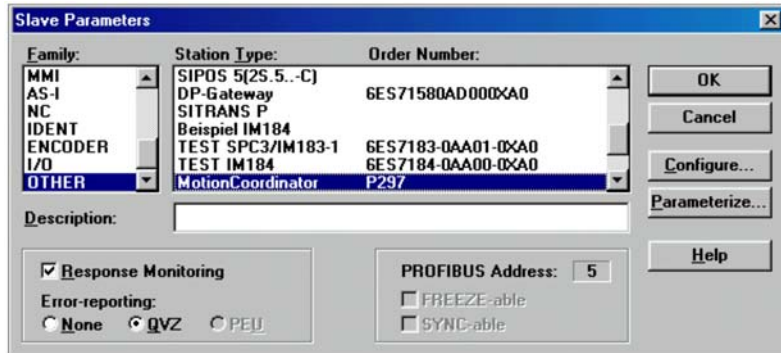 Slave Parameters
Family: Station Type: Order Number:
MMI SIPOS 5(2S.5..-C)
AS-I DP-Gateway 6ES71580AD000XA0
NC SITRANS P
IDENT Beispiel IM184
ENCODER TEST SPC3/IM183-1 6ES7183-0AA01-0XA0
I/O TEST IM184 6ES7184-0AA00-0XA0
OTHER MotionCoordinator P297
OK
Cancel
Configure...
Parameterize...
Help
Description:
Response Monitoring
Error-reporting:
None QVZ PEU
PROFIBUS Address: 5
FREEZE-able
SYNC-able